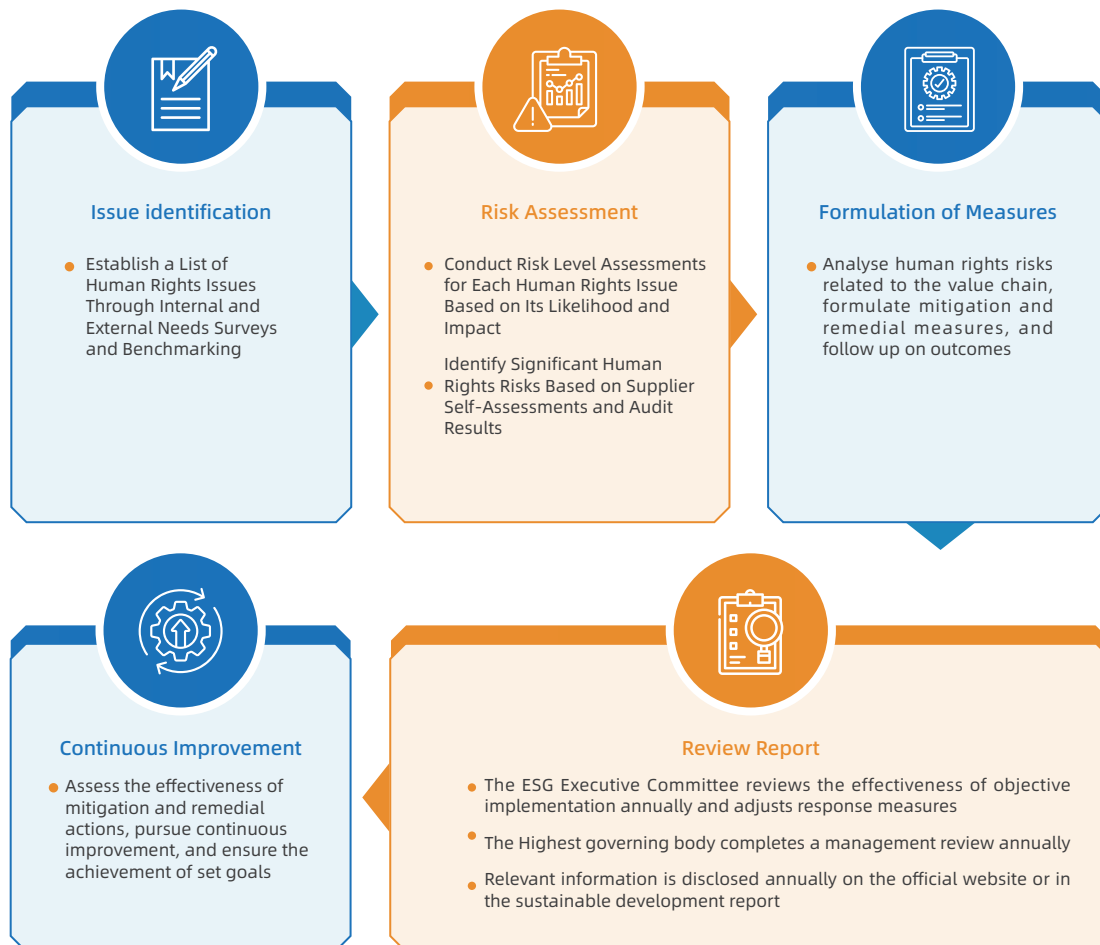 Issue identification
Establish a List of
Human Rights Issues
Through Internal and
External Needs Surveys
and Benchmarking
Risk Assessment
Conduct Risk Level Assessments
for Each Human Rights Issue
Based on Its Likelihood and
Impact
Identify Significant Human
Rights Risks Based on Supplier
Self-Assessments and Audit
Results
Formulation of Measures
Analyse human rights risks
related to the value chain,
formulate mitigation and
remedial measures, and
follow up on outcomes
Continuous Improvement
Assess the effectiveness of
mitigation and remedial
actions, pursue continuous
improvement, and ensure the
achievement of set goals
Review Report
The ESG Executive Committee reviews the effectiveness of objective
implementation annually and adjusts response measures
The Highest governing body completes a management review annually
Relevant information is disclosed annually on the official website or in
the sustainable development report